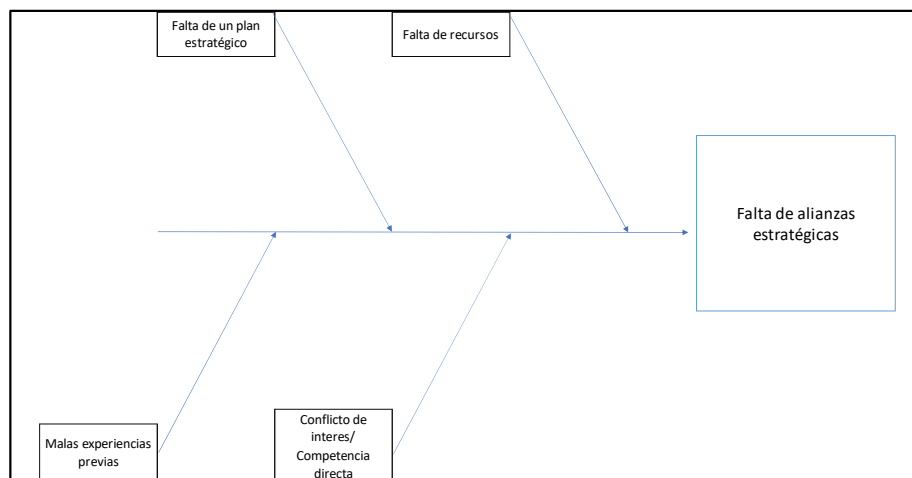 Falta de un plan
estratégico
Falta de recursos
Falta de alianzas
estratégicas
Malas experiencias
previas
Conflicto de
interes/
Competencia
directa